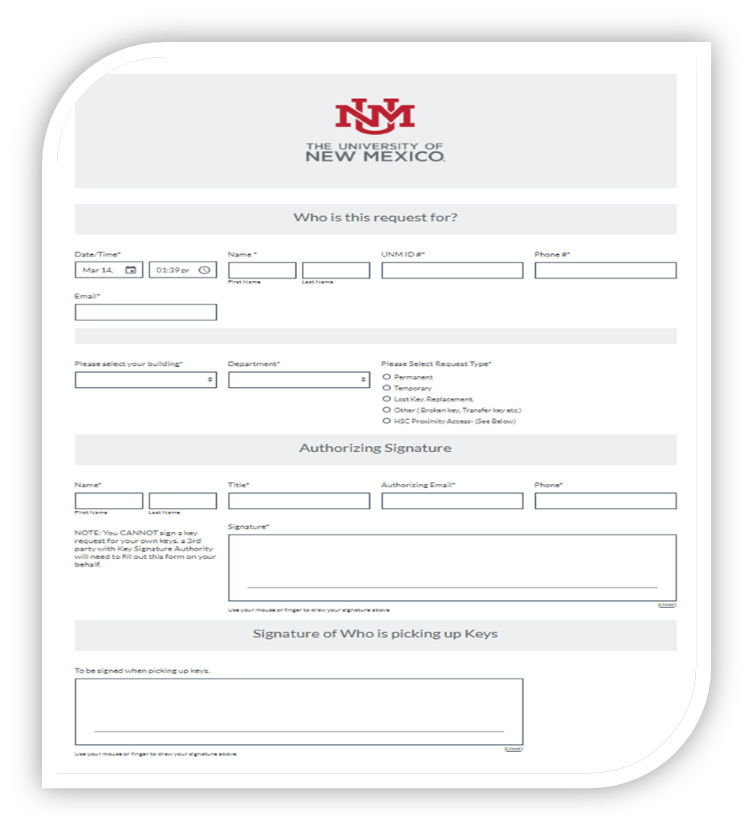 UNM
THE UNIVERSITY OF
NEW MEXICO.
Who is this request for?
Date/Time* Name * UNM ID #* Phone #*
Mar 14, 01:39 pr
First Name Last Name
Email*
Please select your building* Department* Please Select Request Type*
Permanent
Temporary
Lost Key, Replacement.
Other ( Broken key, Transfer key etc.)
HSC Proximity Access- (See Below)
Authorizing Signature
Name* Title* Authorizing Email* Phone*
First Name Last Name
Signature*
NOTE: You CANNOT sign a key
request for your own keys, a 3rd
party with Key Signature Authority
will need to fill out this form on your
behalf.
[clear]
Use your mouse or finger to draw your signature above
Signature of Who is picking up Keys
To be signed when picking up keys.
[clear]
Use your mouse or finger to draw your signature above